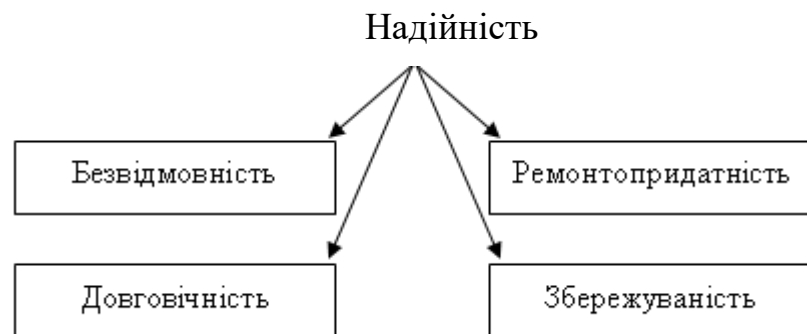 Надійність
Безвідмовність
Ремонтопридатність
Довговічність
Збережуваність